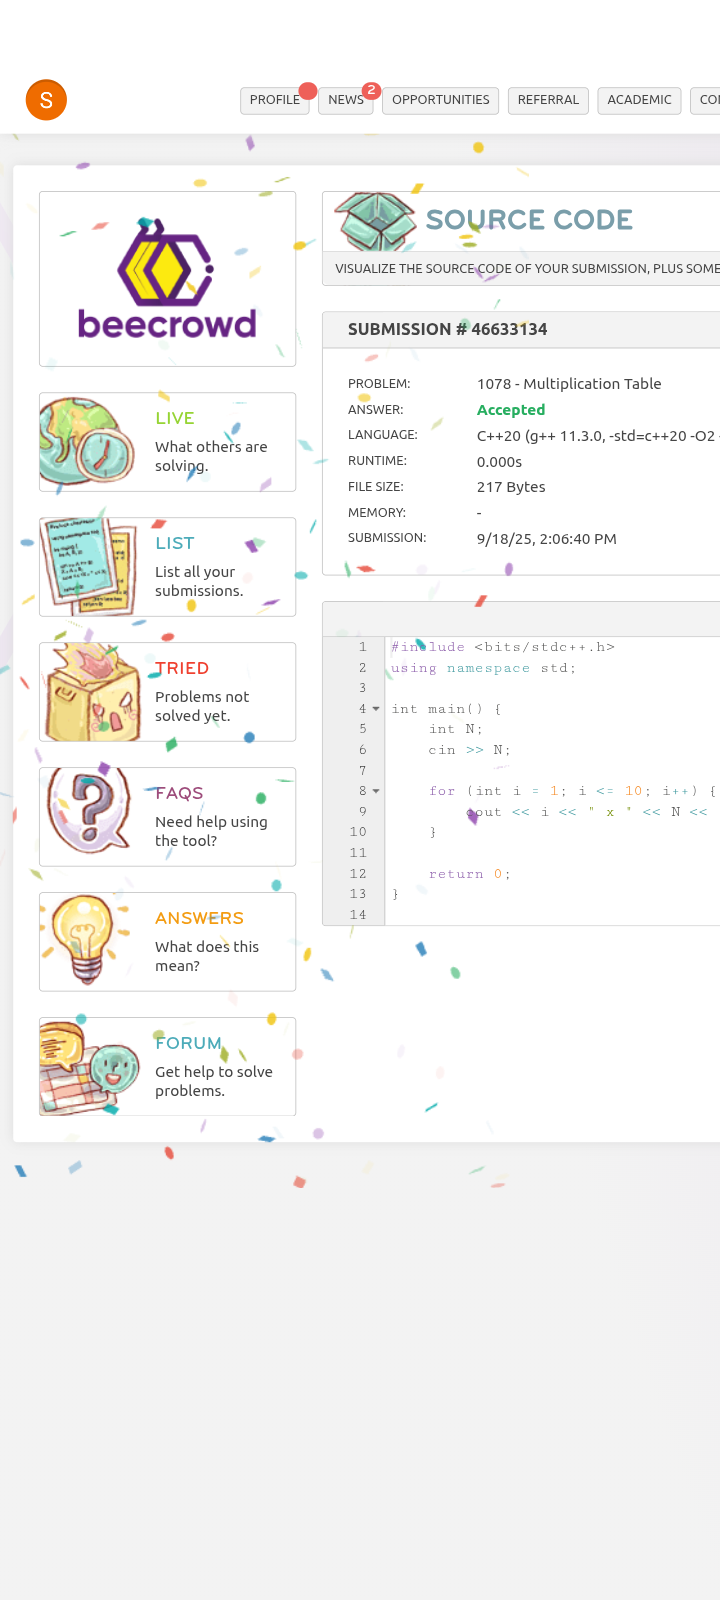 S
PROFILE
NEWS
2
OPPORTUNITIES
REFERRAL
ACADEMIC
beecrowd
LIVE
What others are
solving.
LIST
List all your
submissions.
TRIED
Problems not
solved yet.
FAQS
Need help using
the tool?
ANSWERS
What does this
mean?
FORUM
Get help to solve
problems.
SOURCE CODE
VISUALIZE THE SOURCE CODE OF YOUR SUBMISSION, PLUS SOME
SUBMISSION # 46633134
PROBLEM: 1078 - Multiplication Table
ANSWER: Accepted
LANGUAGE: C++20 (g++ 11.3.0, -std=c++20 -O2 -
RUNTIME: 0.000s
FILE SIZE: 217 Bytes
MEMORY: -
SUBMISSION: 9/18/25, 2:06:40 PM
1 #include <bits/stdc++.h>
2 using namespace std;
3
4 int main() {
5 int N;
6 cin >> N;
7
8 for (int i = 1; i <= 10; i++) {
9 cout << i << " x " << N <<
10 }
11
12 return 0;
13 }
14